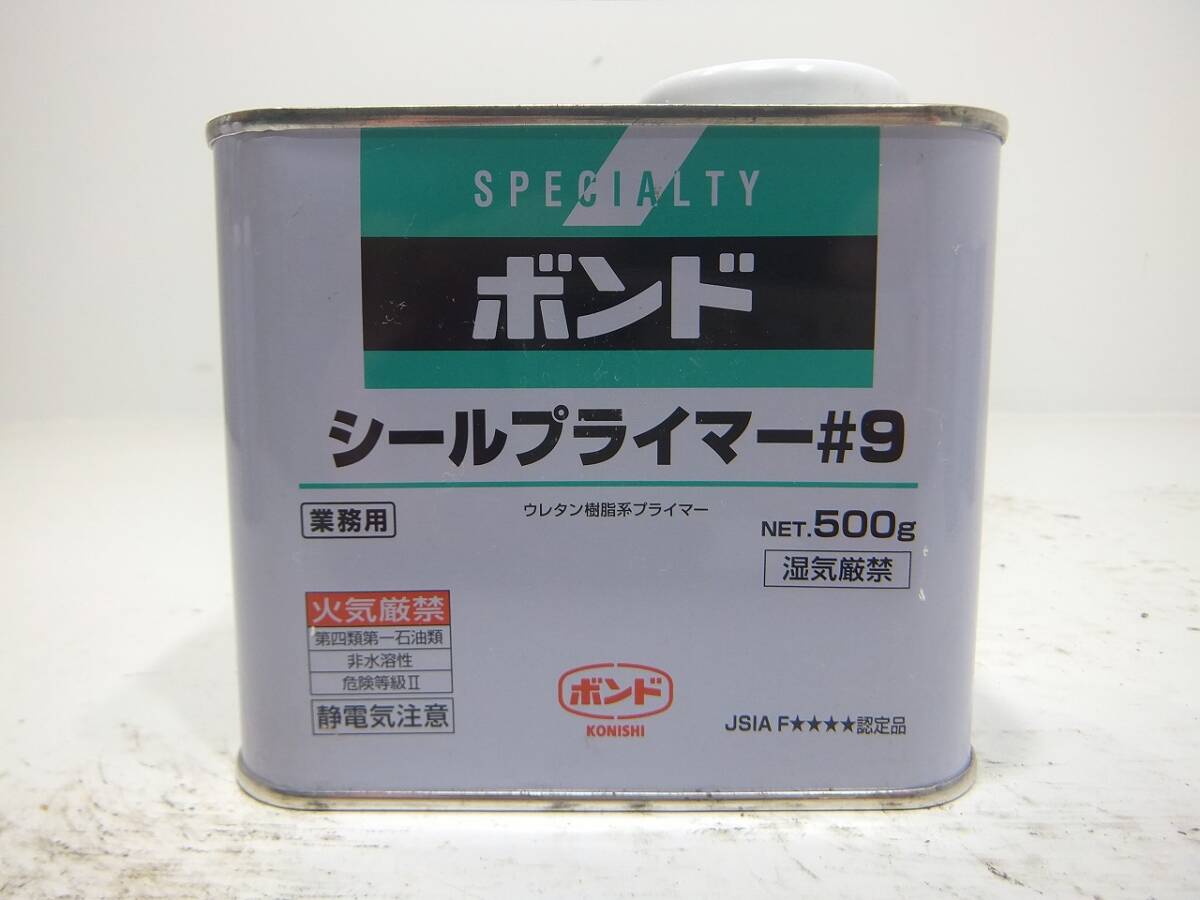 SPECIALTY
ボンド
シールプライマー#9
ウレタン樹脂系プライマー
業務用
NET.500g
湿気厳禁
火気厳禁
第四類第一石油類
非水溶性
危険等級Ⅱ
静電気注意
ボンド
KONISHI
JSIA F★★★★認定品